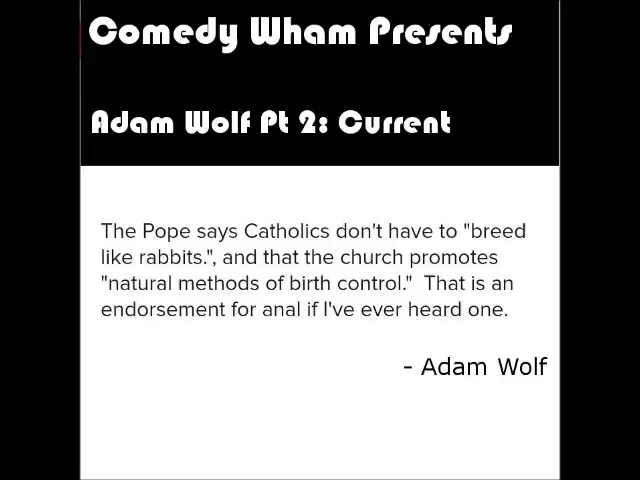 Comedy Wham Presents
Adam Wolf Pt 2: Current
The Pope says Catholics don't have to "breed
like rabbits.", and that the church promotes
"natural methods of birth control."  That is an
endorsement for anal if I've ever heard one.
- Adam Wolf